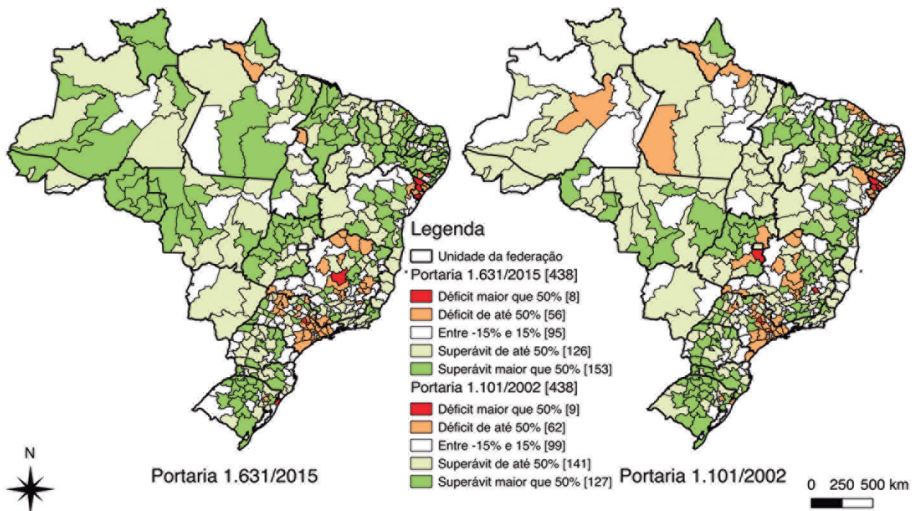 Legenda
Unidade da federação
Portaria 1.631/2015 [438]
Déficit maior que 50% [8]
Déficit de até 50% [56]
Entre -15% e 15% [95]
Superávit de até 50% [126]
Superávit maior que 50% [153]
Portaria 1.101/2002 [438]
Déficit maior que 50% [9]
Déficit de até 50% [62]
Entre -15% e 15% [99]
Superávit de até 50% [141]
Superávit maior que 50% [127]
N
Portaria 1.631/2015
Portaria 1.101/2002
0 250 500 km